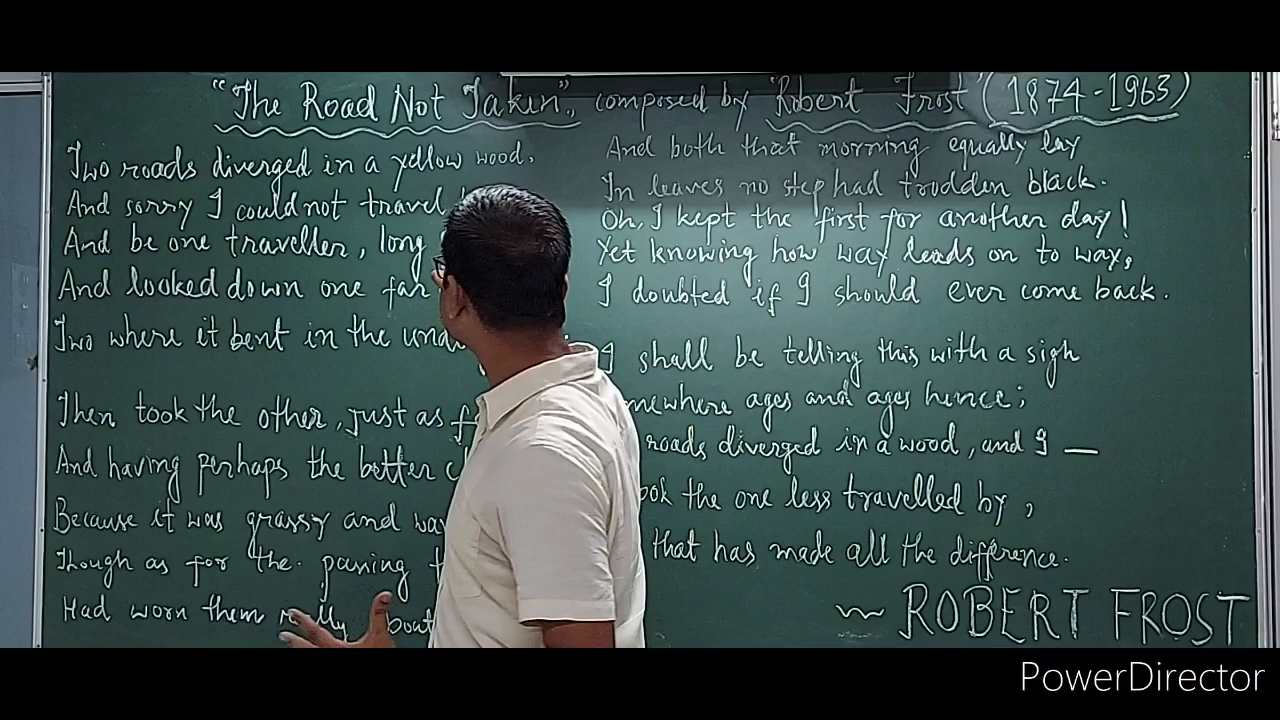 "The Road Not Taken", composed by "Robert Frost" (1874-1963)
Two roads diverged in a yellow wood,
And sorry I could not travel
And be one traveller, long
And looked down one far
Two where it bent in the
Then took the other, just as
And having perhaps the better
Because it was grassy and
Though as for the passing
Had worn them really
And both that morning equally lay
In leaves no step had trodden black.
Oh, I kept the first for another day!
Yet knowing how way leads on to way,
I doubted if I should ever come back.
I shall be telling this with a sigh
ages and ages hence;
roads diverged in a wood, and I —
the one less travelled by,
that has made all the difference.
~ ROBERT FROST
PowerDirector